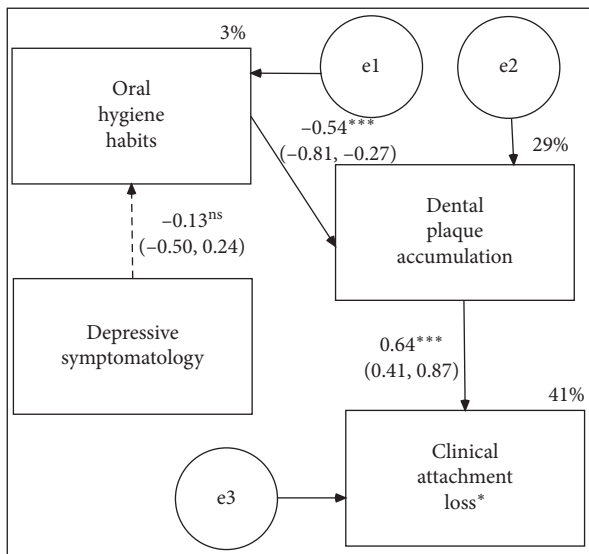 3%
e1
e2
Oral
hygiene
habits
−0.54***
(−0.81, −0.27)
29%
Dental
plaque
accumulation
−0.13ns
(−0.50, 0.24)
Depressive
symptomatology
0.64***
(0.41, 0.87)
41%
Clinical
attachment
loss*
e3